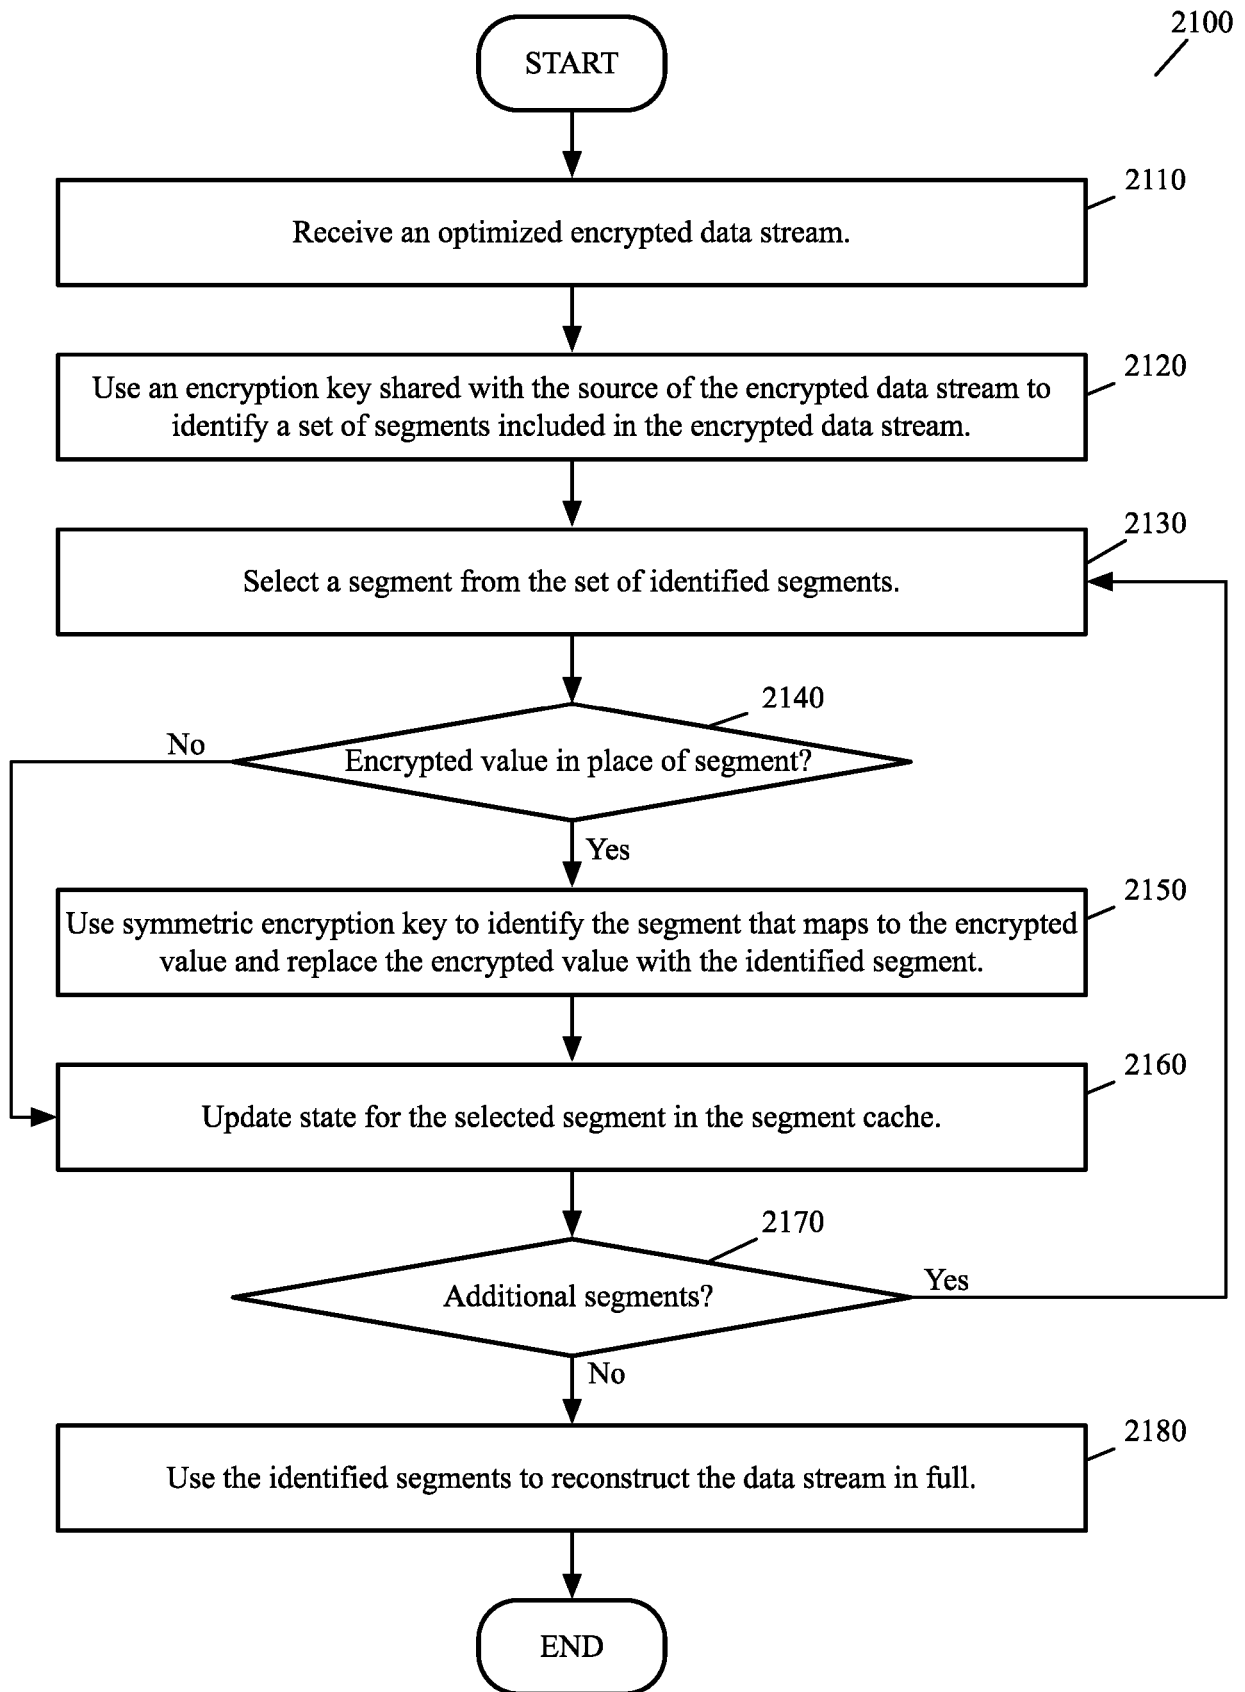 2100
START
2110
Receive an optimized encrypted data stream.
2120
Use an encryption key shared with the source of the encrypted data stream to
identify a set of segments included in the encrypted data stream.
2130
Select a segment from the set of identified segments.
2140
No
Encrypted value in place of segment?
Yes
2150
Use symmetric encryption key to identify the segment that maps to the encrypted
value and replace the encrypted value with the identified segment.
2160
Update state for the selected segment in the segment cache.
2170
Yes
Additional segments?
No
2180
Use the identified segments to reconstruct the data stream in full.
END